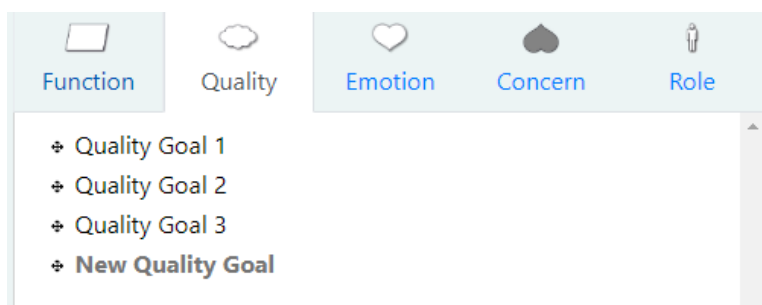 Function Quality Emotion Concern Role
Quality Goal 1
Quality Goal 2
Quality Goal 3
New Quality Goal